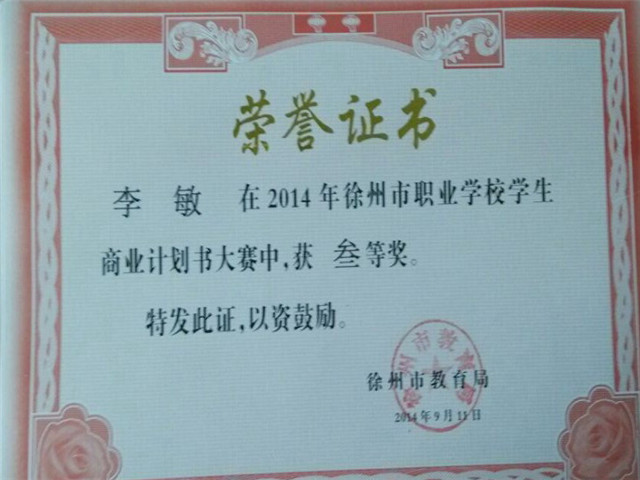 荣誉证书
李敏 在2014年徐州市职业学校学生
商业计划书大赛中,获 叁等奖。
特发此证,以资鼓励。
徐州市教育局
2014年9月11日